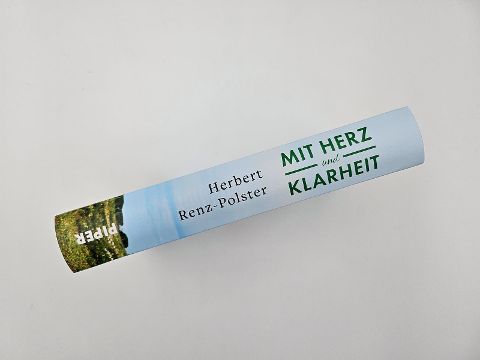 Herbert
Renz-Polster
MIT HERZ
und
KLARHEIT
PIPER